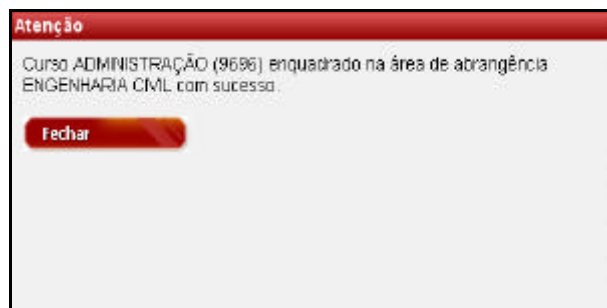 Atenção
Curso ADMINISTRAÇÃO (9696) enquadrado na área de abrangência
ENGENHARIA CIVIL com sucesso.
Fechar